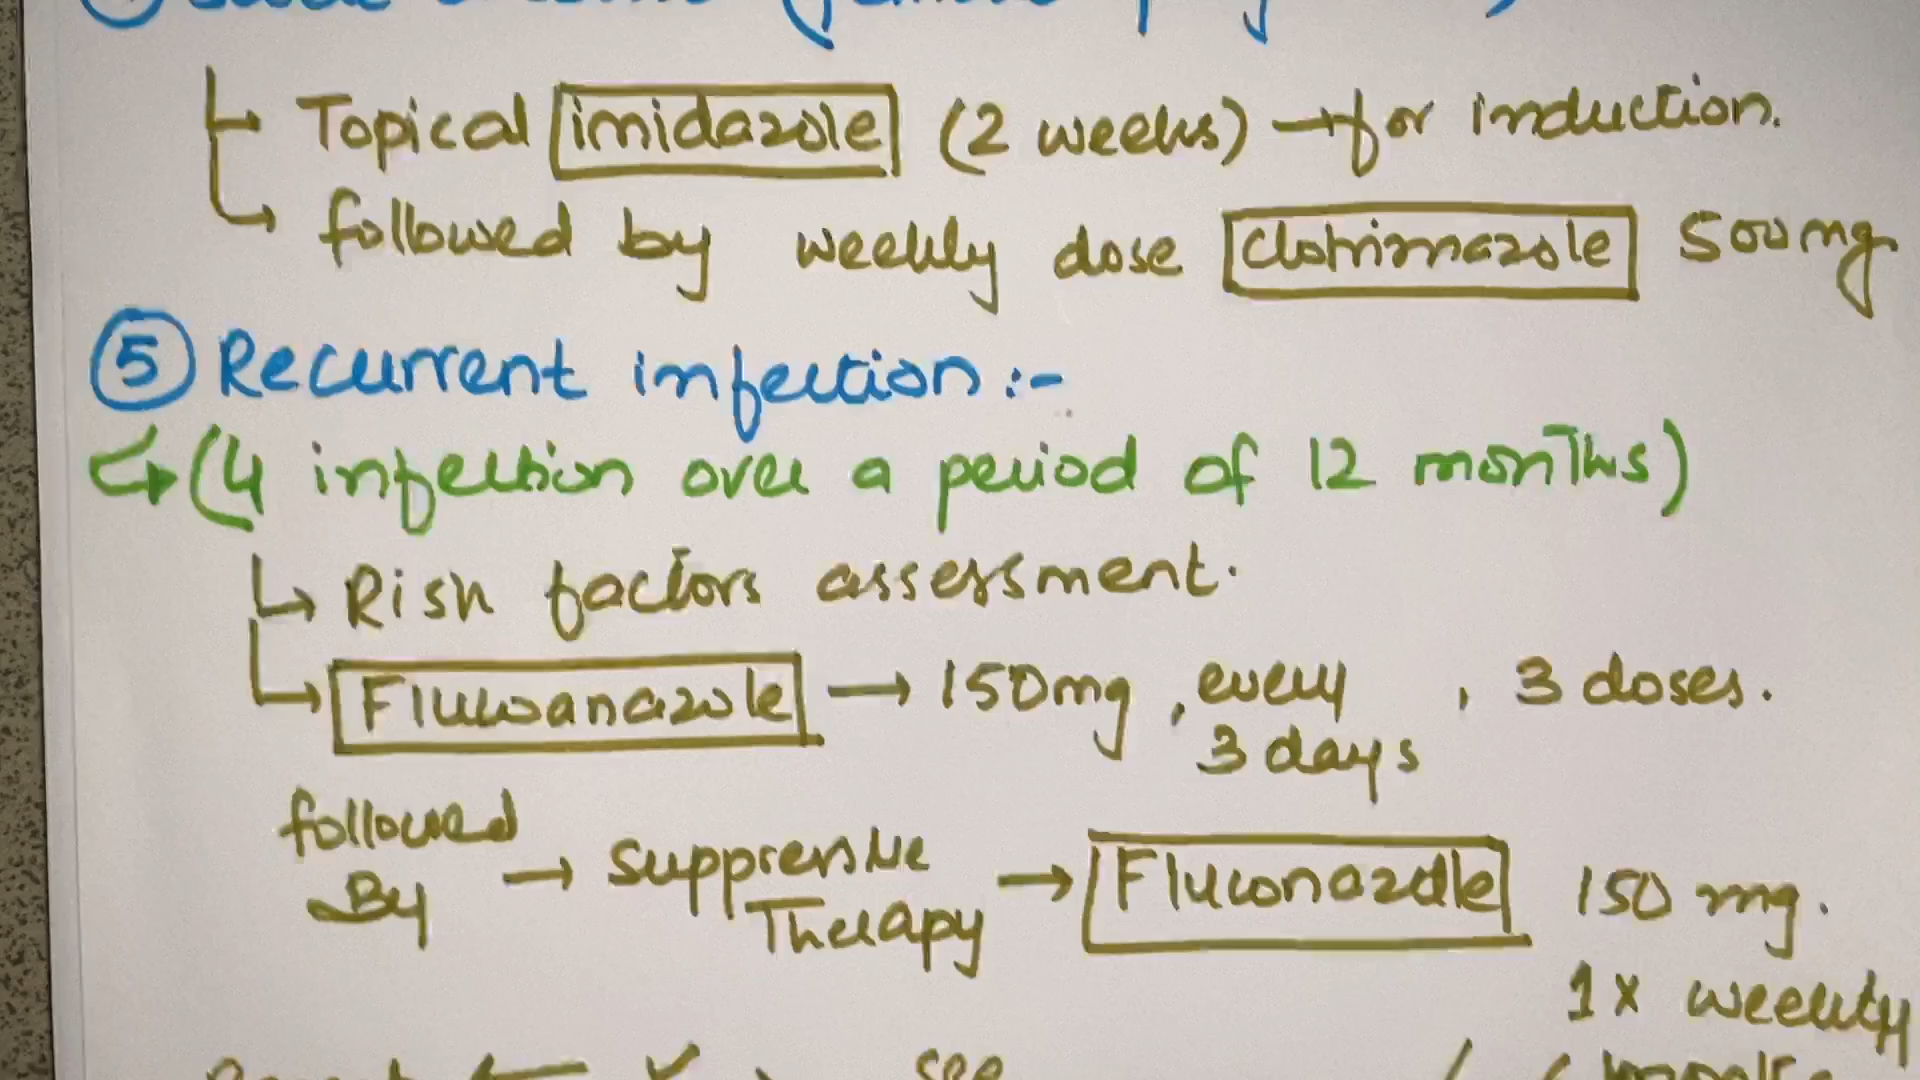 Topical imidazole (2 weeks) → for induction.
followed by weekly dose clotrimazole 500mg.
⑤ Recurrent infection :-
(4 infection over a period of 12 months)
Risk factors assessment.
Flucoanazole → 150mg, every 3 days, 3 doses.
followed By → suppressive Therapy → Fluconazole 150 mg.
1x weekly